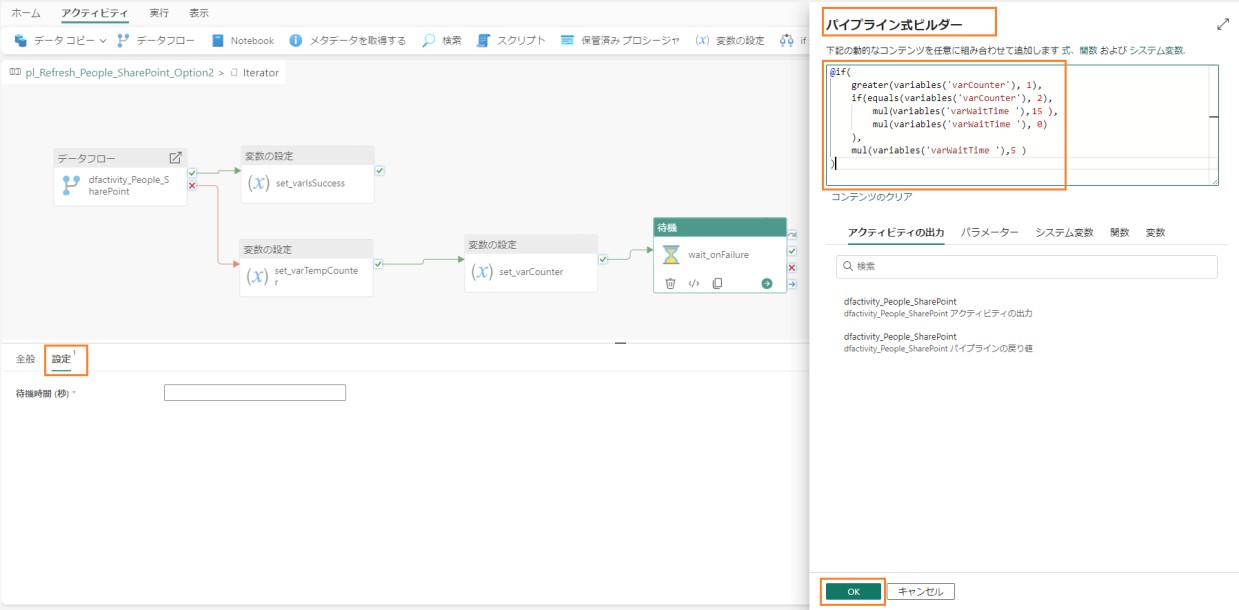 ホーム アクティビティ 実行 表示
データ コピー データフロー Notebook メタデータを取得する 検索 スクリプト 保管済み プロシージャ (x) 変数の設定 if
pl_Refresh_People_SharePoint_Option2 > Iterator
データフロー
dfactivity_People_S
harePoint
変数の設定
(x) set_varIsSuccess
変数の設定
(x) set_varTempCounte
r
変数の設定
(x) set_varCounter
待機
wait_onFailure
全般 設定 1
待機時間 (秒) *
パイプライン式ビルダー
下記の動的なコンテンツを任意に組み合わせて追加します 式、関数 および システム変数.
@if(
greater(variables('varCounter'), 1),
if(equals(variables('varCounter'), 2),
mul(variables('varWaitTime '),15 ),
mul(variables('varWaitTime '), 0)
),
mul(variables('varWaitTime '),5 )
)
コンテンツのクリア
アクティビティの出力 パラメーター システム変数 関数 変数
検索
dfactivity_People_SharePoint
dfactivity_People_SharePoint アクティビティの出力
dfactivity_People_SharePoint
dfactivity_People_SharePoint パイプラインの戻り値
OK キャンセル